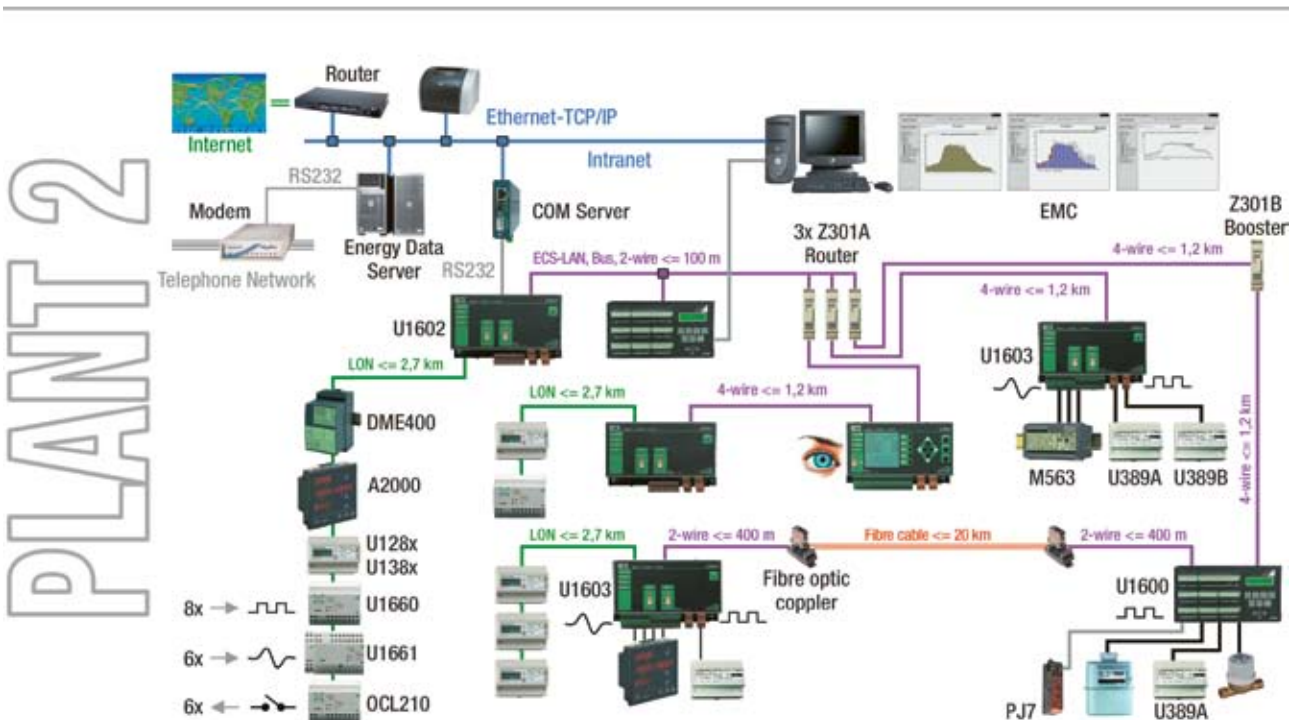 PLANT 2
Router
Internet
Ethernet-TCP/IP
Intranet
RS232
Modem
Telephone Network
Energy Data
Server
COM Server
RS232
EMC
Z301B
Booster
3x Z301A
Router
4-wire <= 1,2 km
ECS-LAN, Bus, 2-wire <= 100 m
4-wire <= 1,2 km
U1602
U1603
LON <= 2,7 km
LON <= 2,7 km
4-wire <= 1,2 km
4-wire <= 1,2 km
DME400
A2000
M563
U389A
U389B
U128x
U138x
LON <= 2,7 km
2-wire <= 400 m
Fibre cable <= 20 km
2-wire <= 400 m
U1603
Fibre optic
coppler
U1600
8x
U1660
6x
U1661
6x
OCL210
PJ7
U389A